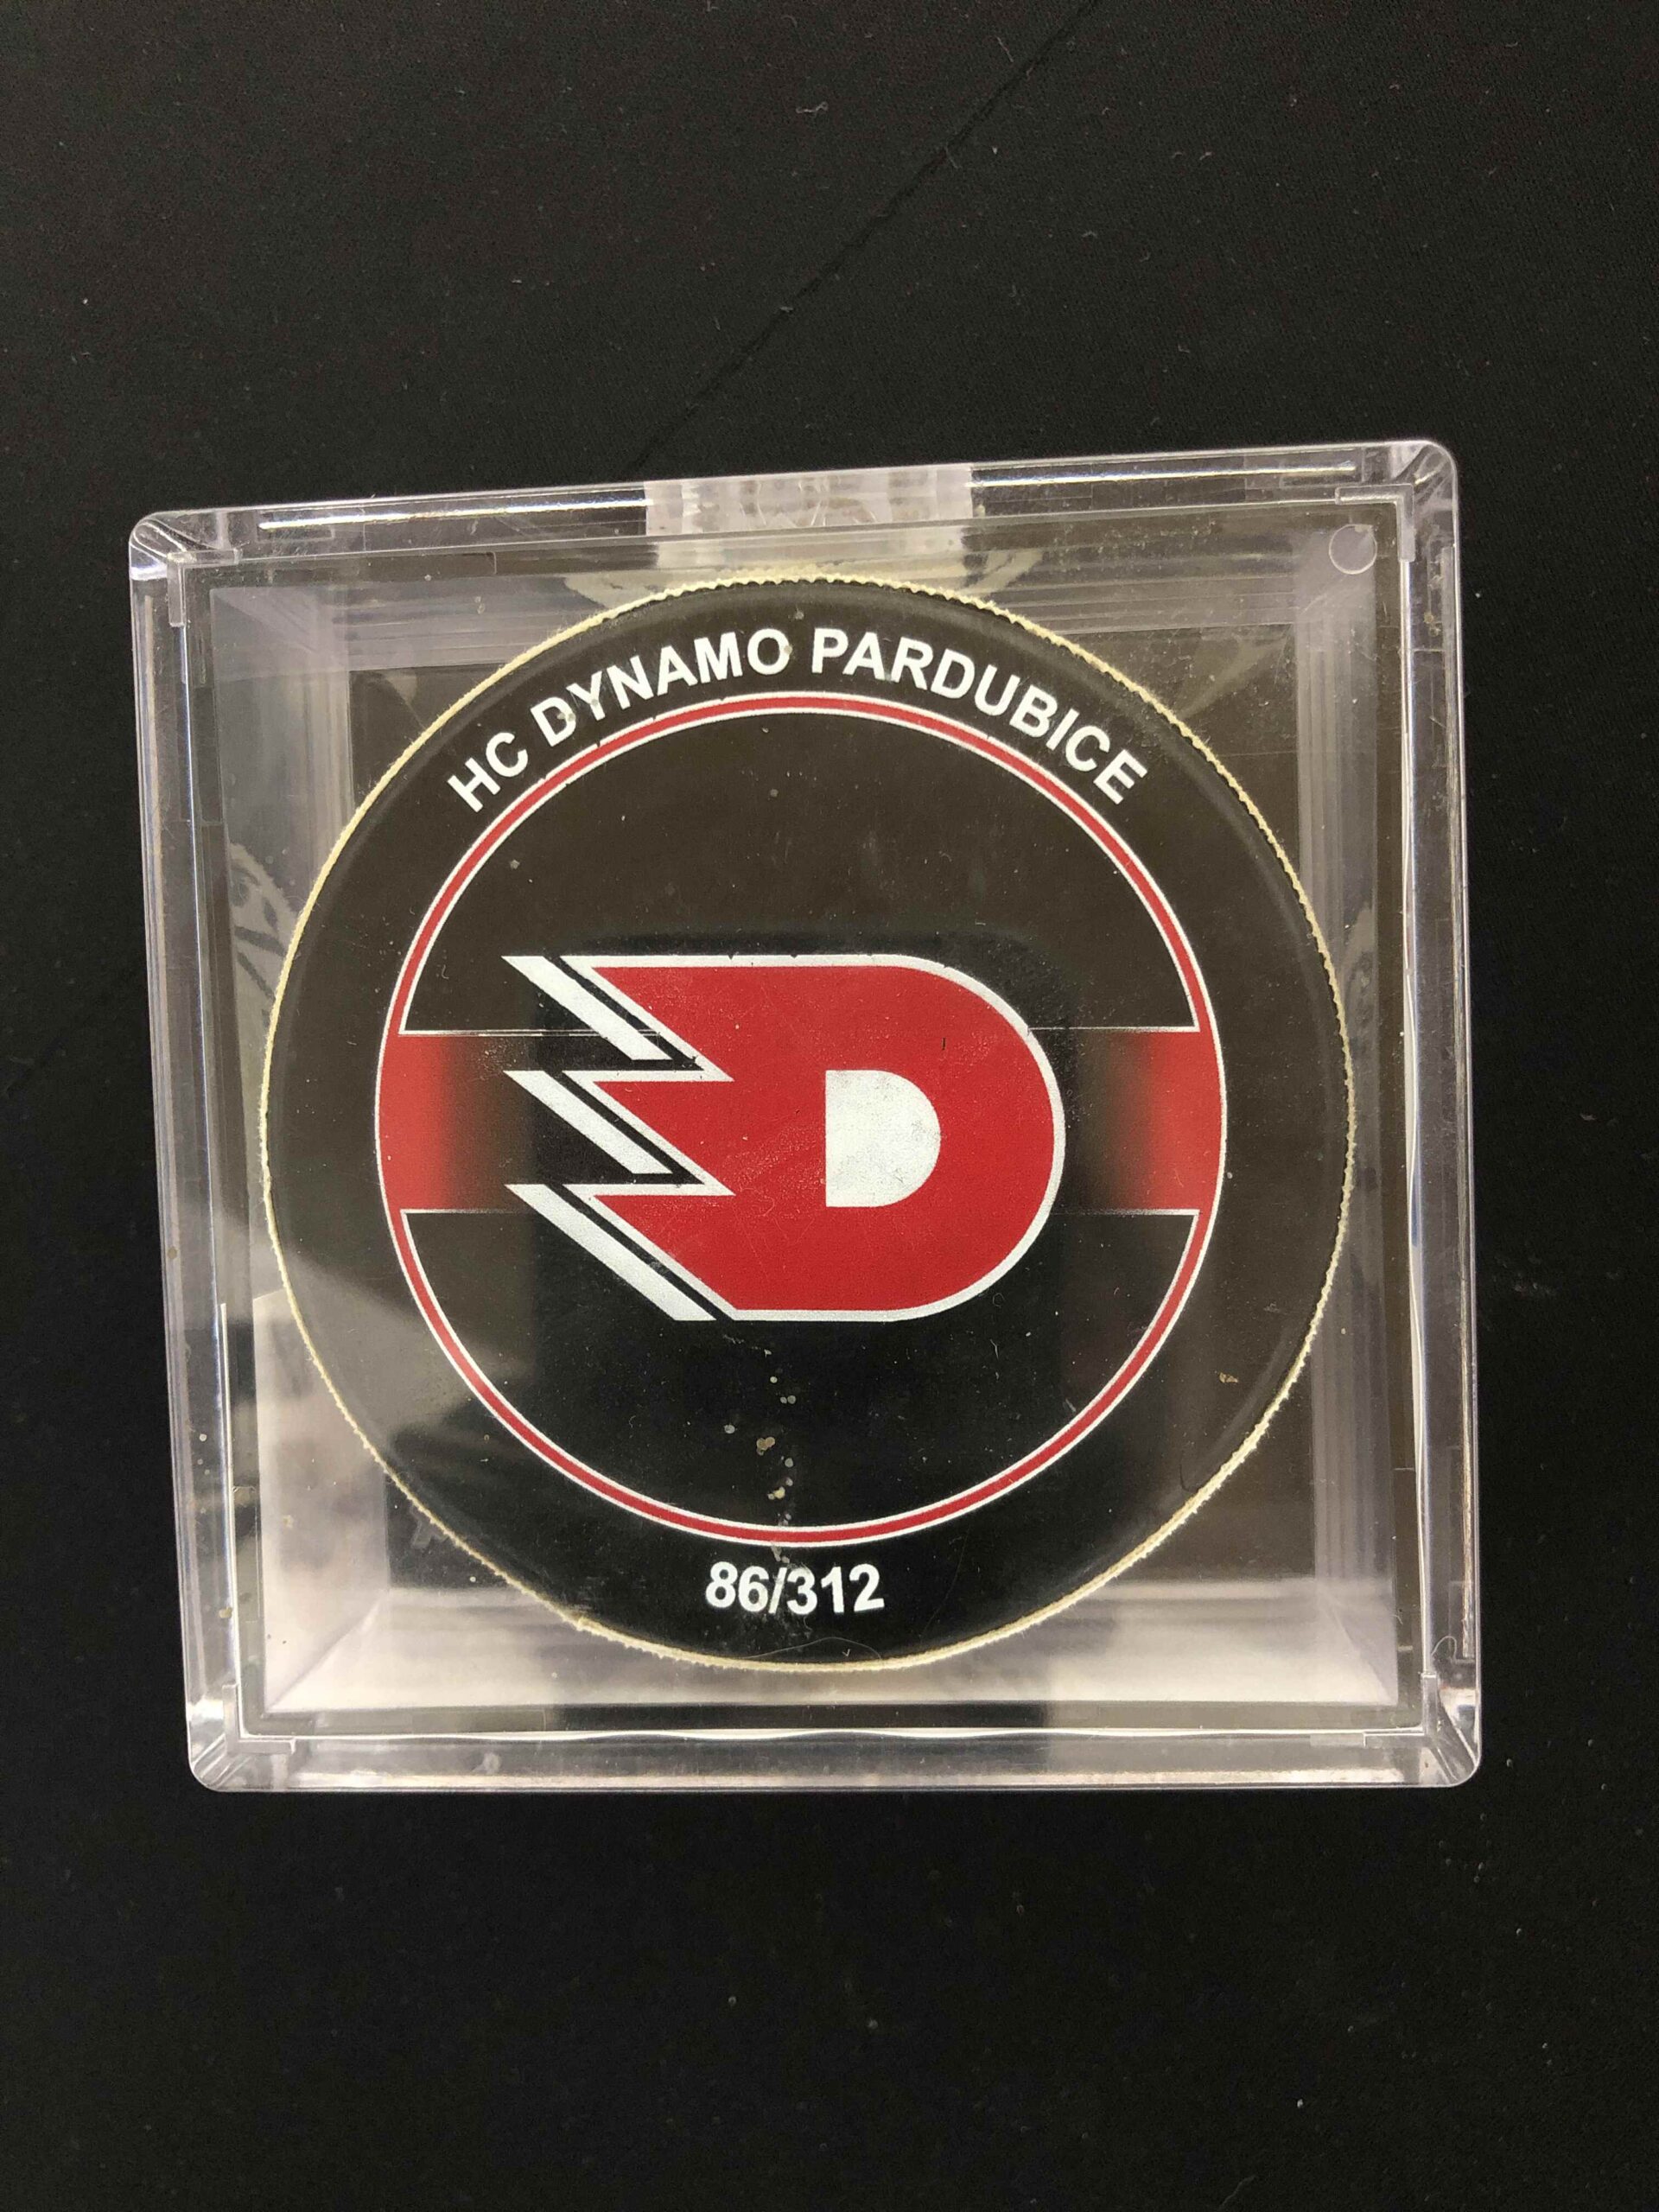 HC DYNAMO PARDUBICE
D
86/312